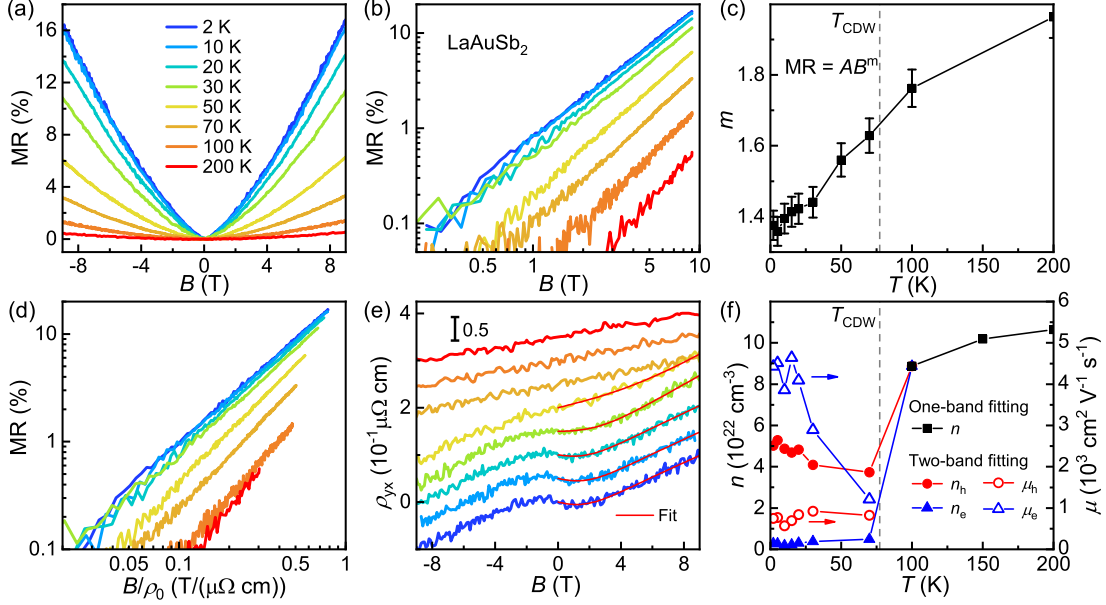 (a)
16
12
8
4
0
MR (%)
2 K
10 K
20 K
30 K
50 K
70 K
100 K
200 K
-8 -4 0 4 8
B (T)
(b)
LaAuSb2
10
1
0.1
MR (%)
0.5 1 5 10
B (T)
(c)
TCDW
MR = ABm
1.8
1.6
1.4
m
0 50 100 150 200
T (K)
(d)
10
1
0.1
MR (%)
0.05 0.1 0.5 1
B/ρ0 (T/(μΩ cm))
(e)
0.5
4
2
0
ρyx (10-1 μΩ cm)
Fit
-8 -4 0 4 8
B (T)
(f)
TCDW
10
8
6
4
2
0
n (1022 cm-3)
One-band fitting
n
Two-band fitting
nh μh
ne μe
6
5
4
3
2
1
0
μ (103 cm2 V-1 s-1)
0 50 100 150 200
T (K)